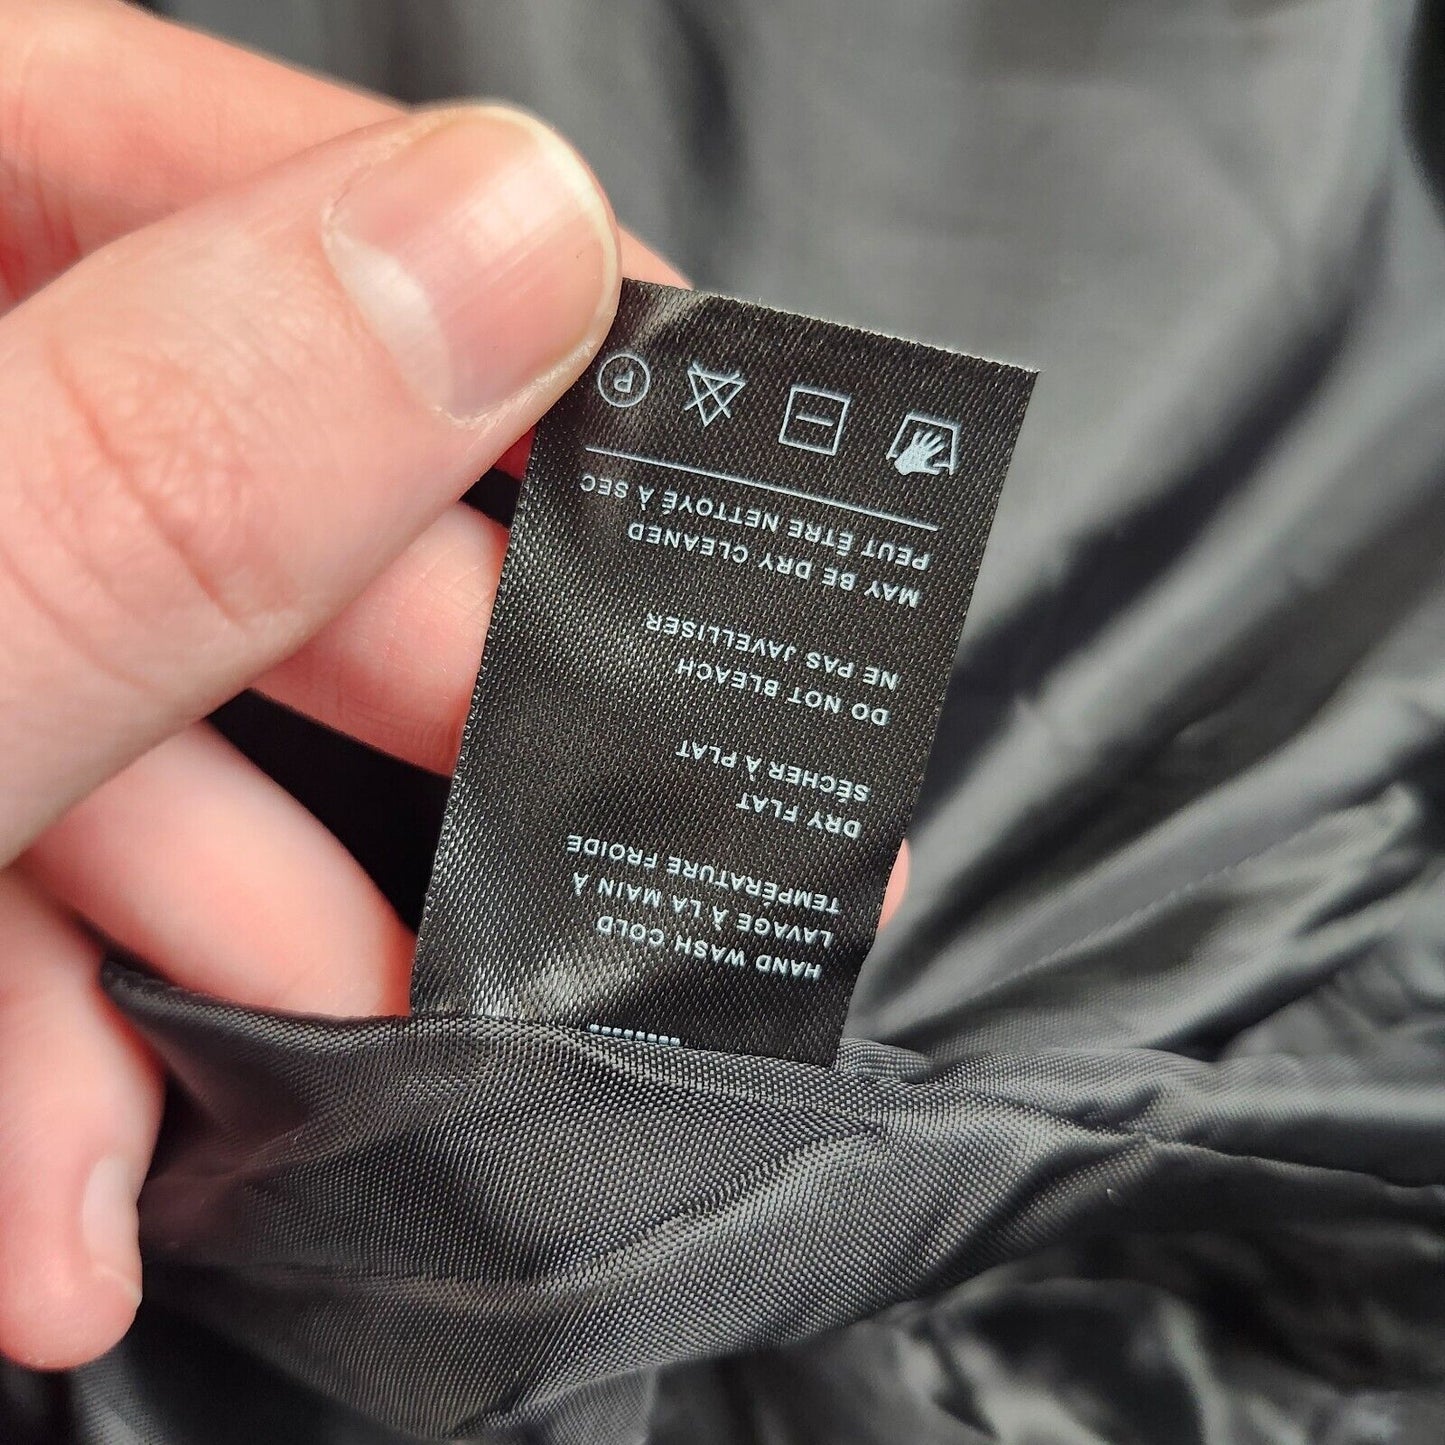 HAND WASH COLD
LAVAGE À LA MAIN À
TEMPÉRATURE FROIDE
DRY FLAT
SÉCHER À PLAT
DO NOT BLEACH
NE PAS JAVELLISER
MAY BE DRY CLEANED
PEUT ÊTRE NETTOYÉ À SEC
P